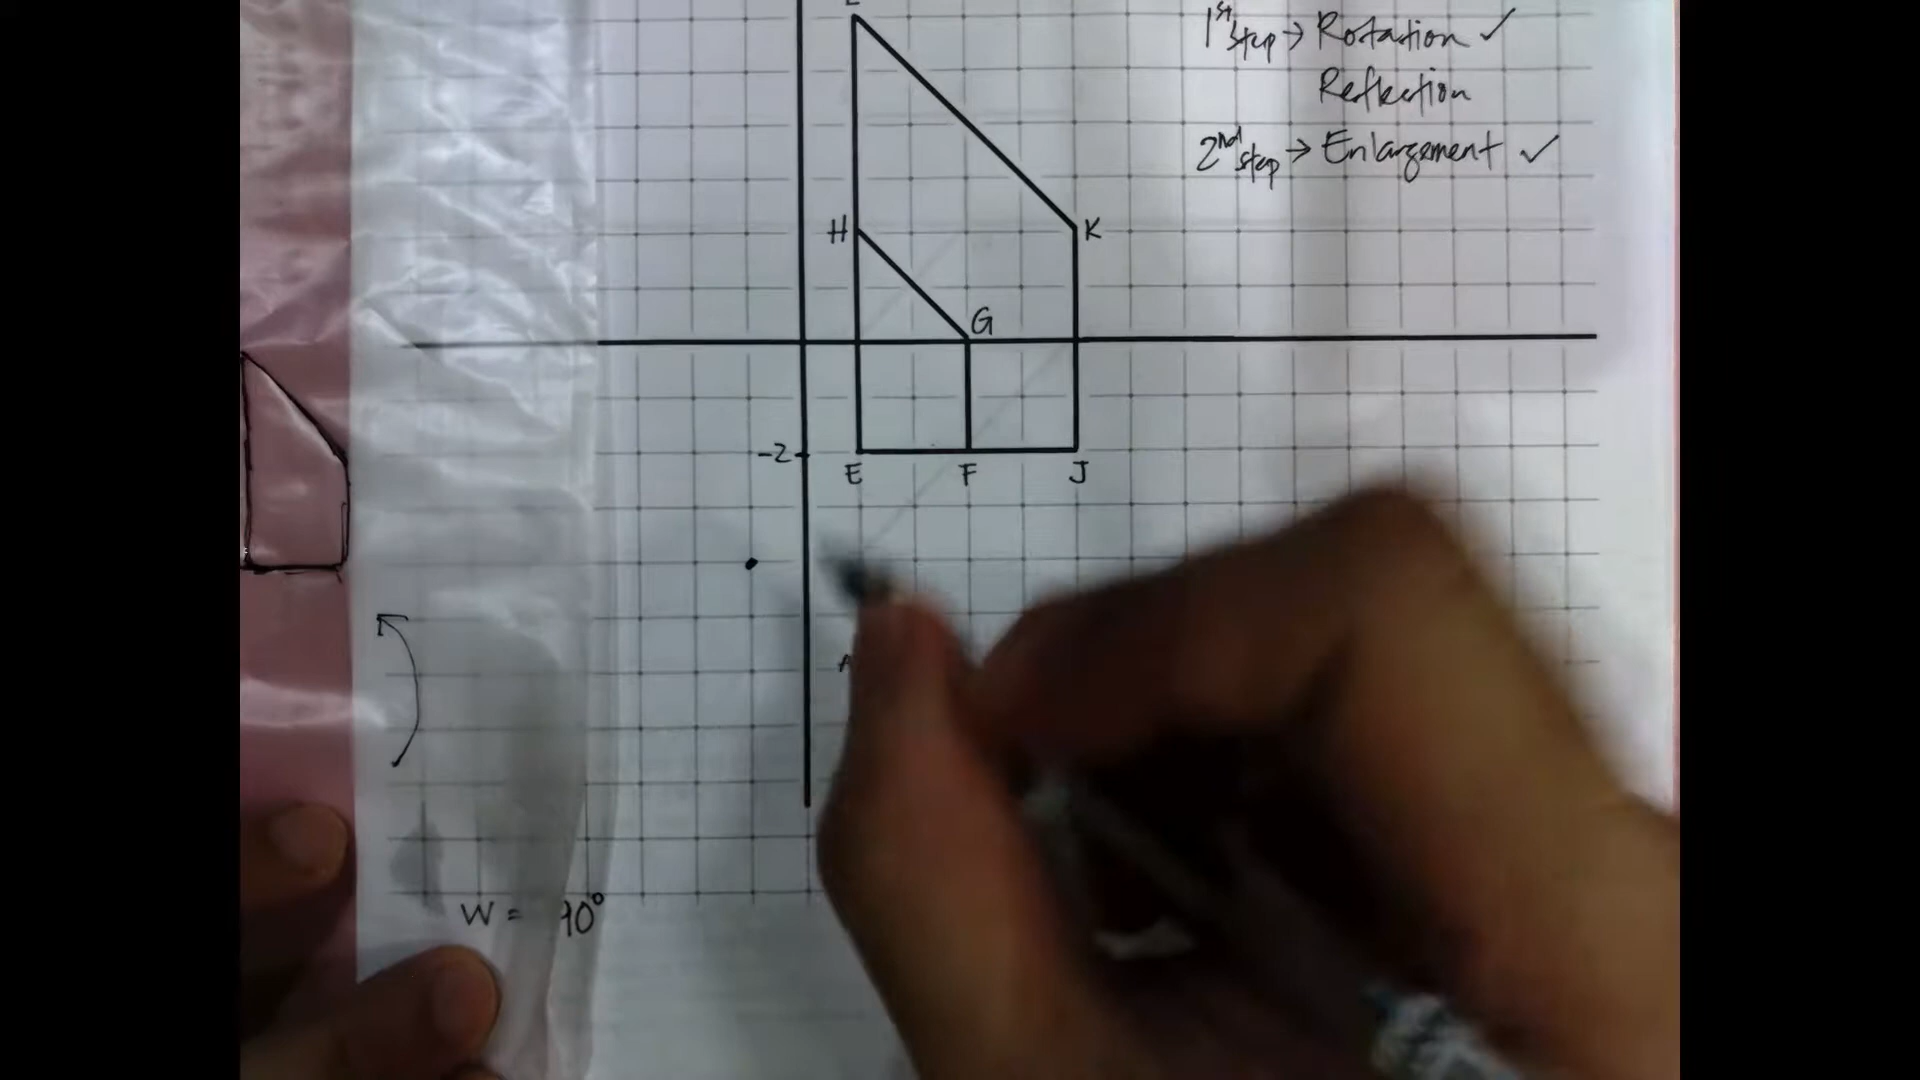 1st step → Rotation ✓
Reflection
2nd step → Enlargement ✓
H
K
G
-2
E F J
A
W = 90°